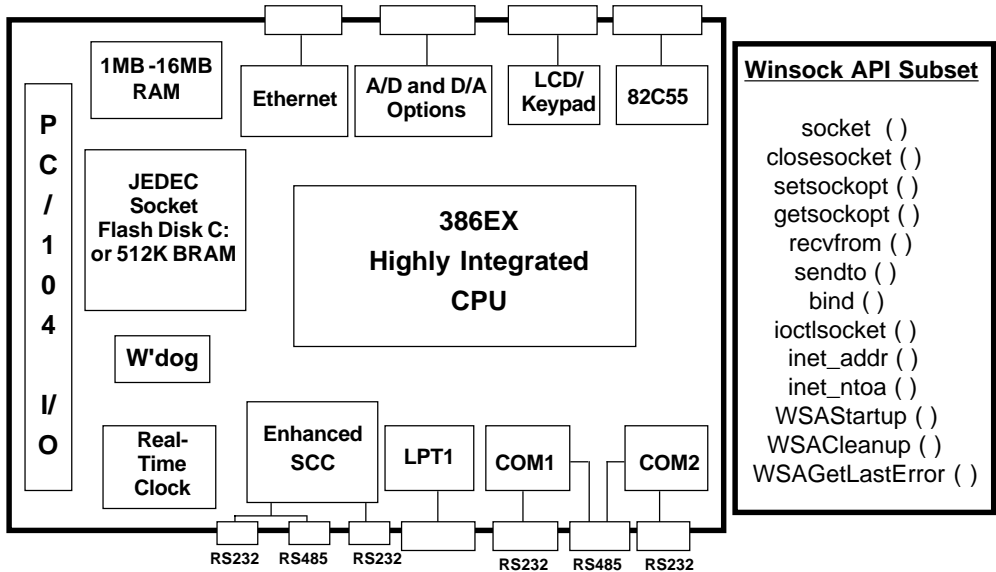 P
C
/
1
0
4
I/
O
1MB -16MB
RAM
Ethernet
A/D and D/A
Options
LCD/
Keypad
82C55
JEDEC
Socket
Flash Disk C:
or 512K BRAM
386EX
Highly Integrated
CPU
W'dog
Real-
Time
Clock
Enhanced
SCC
LPT1
COM1
COM2
RS232
RS485
RS232
RS232
RS485
RS232
Winsock API Subset
socket ( )
closesocket ( )
setsockopt ( )
getsockopt ( )
recvfrom ( )
sendto ( )
bind ( )
ioctlsocket ( )
inet_addr ( )
inet_ntoa ( )
WSAStartup ( )
WSACleanup ( )
WSAGetLastError ( )